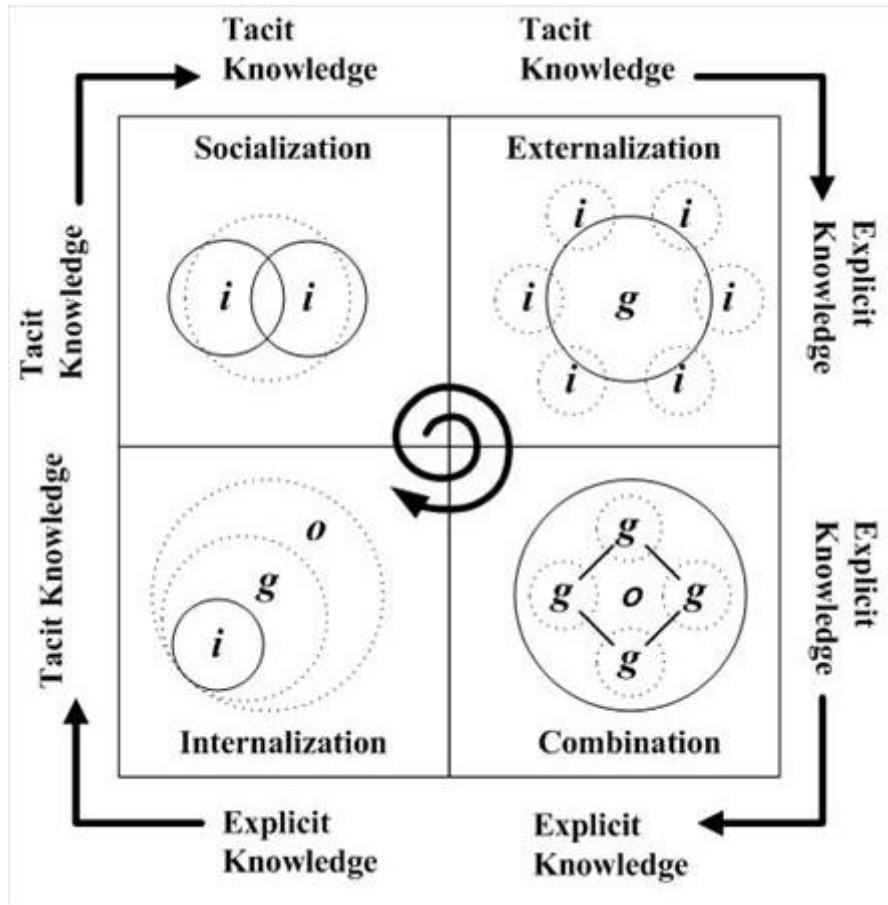 Tacit
Knowledge
Tacit
Knowledge
Socialization
Externalization
i i
i i
i g i
i i
Tacit
Knowledge
Explicit
Knowledge
o
g
i
g
g o g
g
Tacit Knowledge
Explicit
Knowledge
Internalization
Combination
Explicit
Knowledge
Explicit
Knowledge